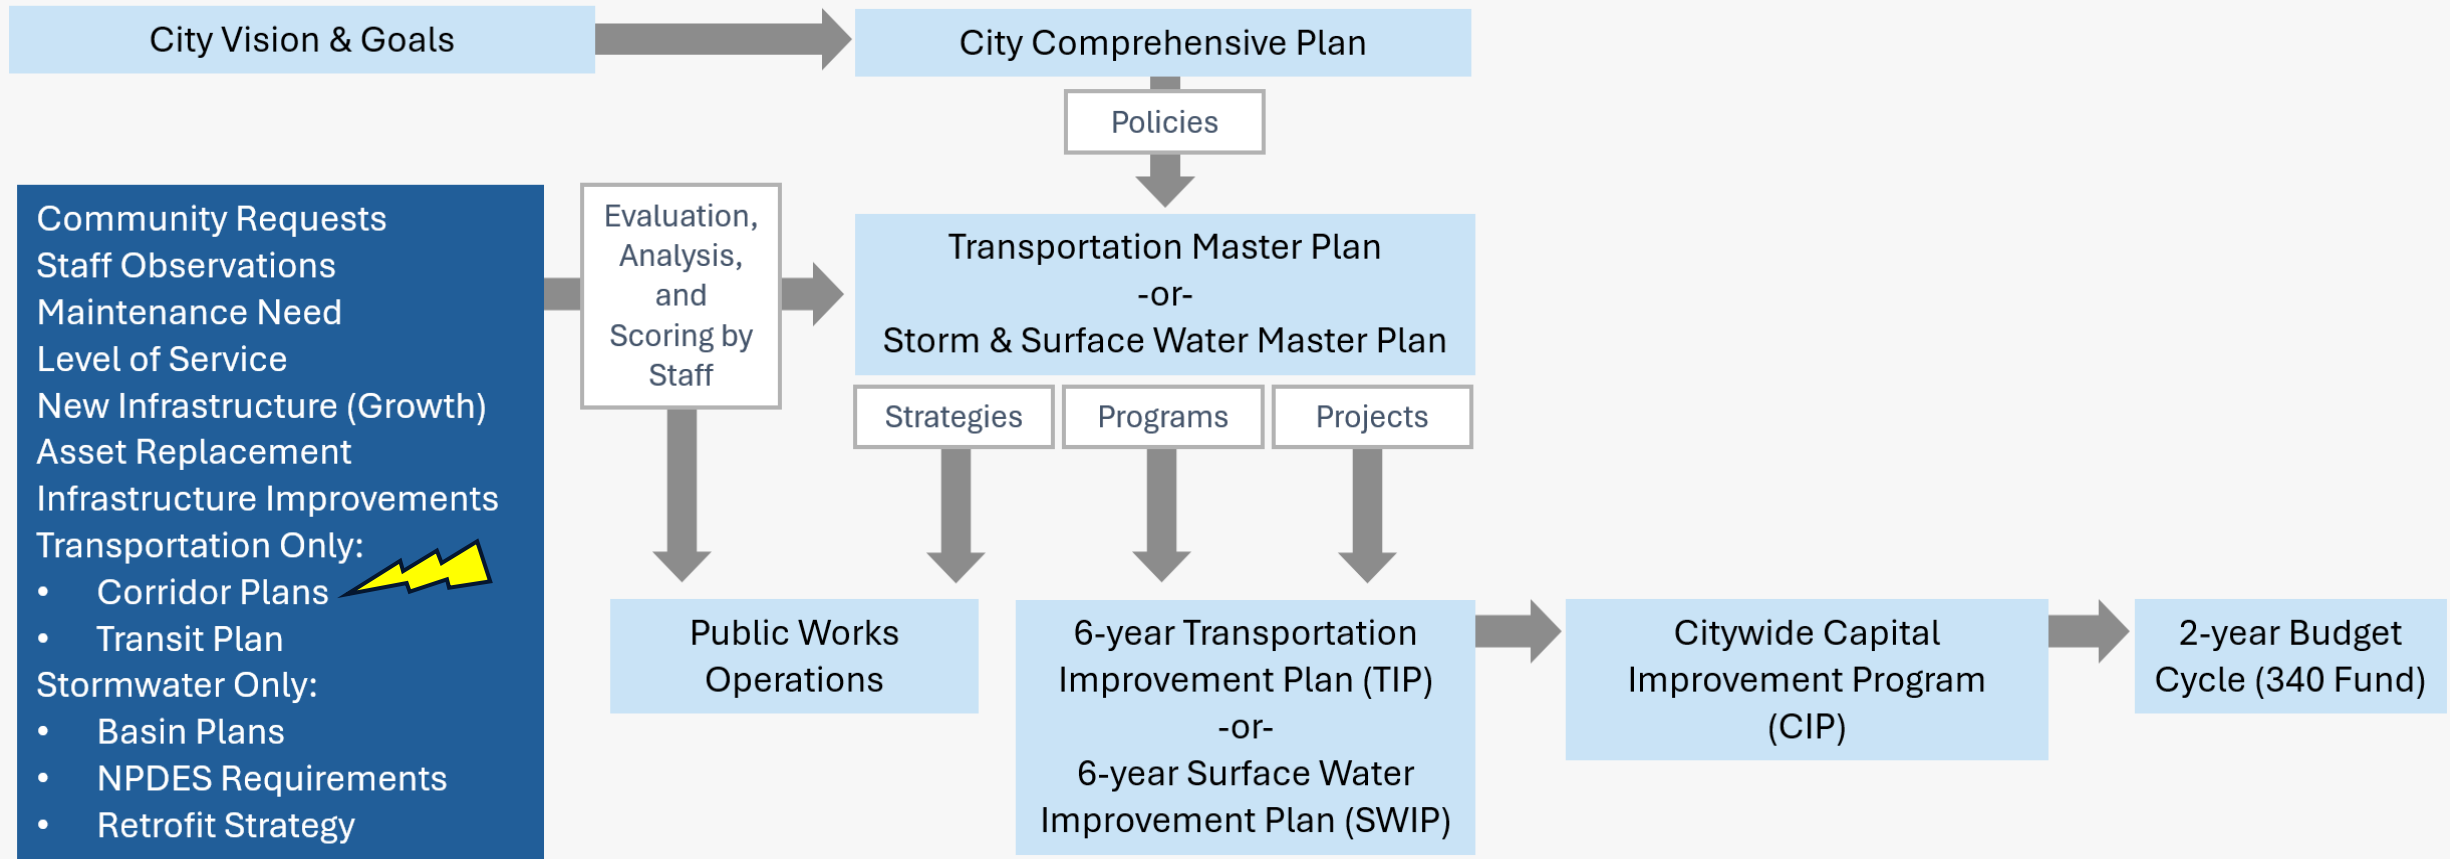 City Vision & Goals
City Comprehensive Plan
Policies
Community Requests
Staff Observations
Maintenance Need
Level of Service
New Infrastructure (Growth)
Asset Replacement
Infrastructure Improvements
Transportation Only:
• Corridor Plans
• Transit Plan
Stormwater Only:
• Basin Plans
• NPDES Requirements
• Retrofit Strategy
Evaluation,
Analysis,
and
Scoring by
Staff
Transportation Master Plan
-or-
Storm & Surface Water Master Plan
Strategies
Programs
Projects
Public Works
Operations
6-year Transportation
Improvement Plan (TIP)
-or-
6-year Surface Water
Improvement Plan (SWIP)
Citywide Capital
Improvement Program
(CIP)
2-year Budget
Cycle (340 Fund)